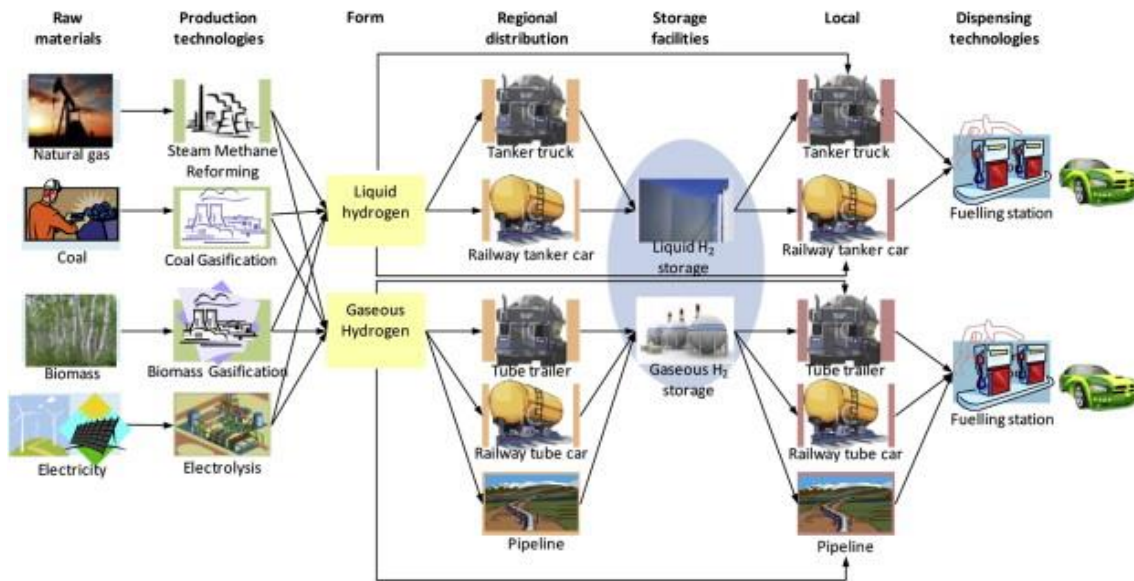 Raw
materials
Production
technologies
Form
Regional
distribution
Storage
facilities
Local
Dispensing
technologies
Natural gas
Steam Methane
Reforming
Tanker truck
Tanker truck
Liquid
hydrogen
Fuelling station
Coal
Coal Gasification
Railway tanker car
Liquid H₂
storage
Railway tanker car
Gaseous
Hydrogen
Biomass
Biomass Gasification
Tube trailer
Gaseous H₂
storage
Tube trailer
Fuelling station
Electricity
Electrolysis
Railway tube car
Railway tube car
Pipeline
Pipeline